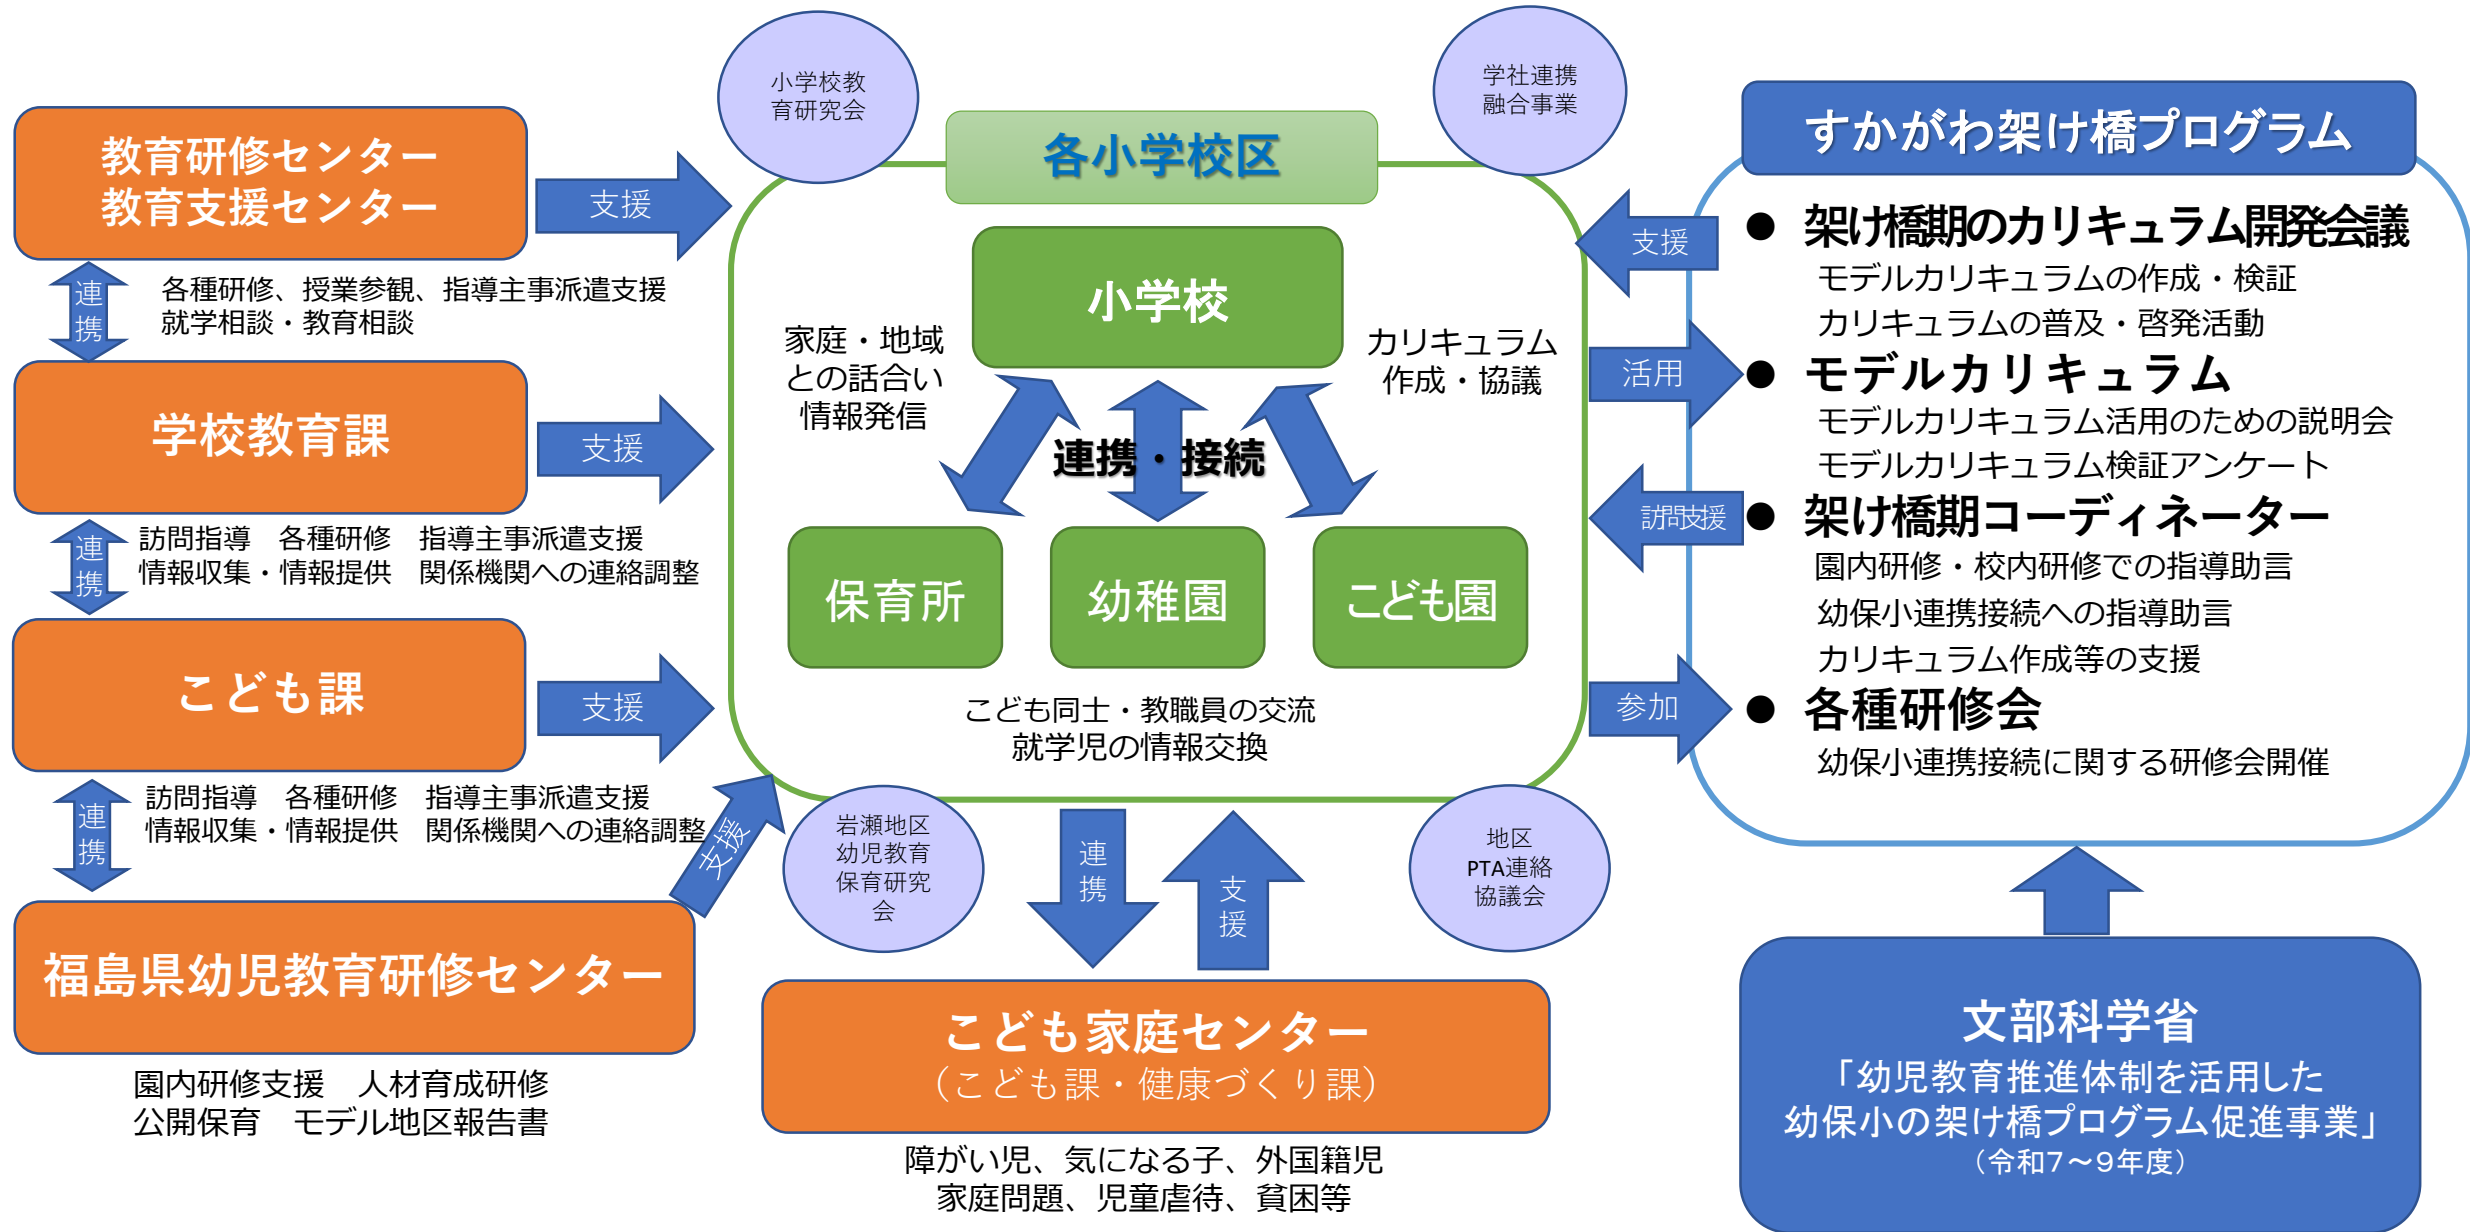 小学校教
育研究会
学社連携
融合事業
各小学校区
教育研修センター
教育支援センター
支援
各種研修、授業参観、指導主事派遣支援
就学相談・教育相談
連
携
学校教育課
支援
訪問指導　各種研修　指導主事派遣支援
情報収集・情報提供　関係機関への連絡調整
連
携
こども課
支援
訪問指導　各種研修　指導主事派遣支援
情報収集・情報提供　関係機関への連絡調整
連
携
福島県幼児教育研修センター
支援
園内研修支援　人材育成研修
公開保育　モデル地区報告書
小学校
家庭・地域
との話合い
情報発信
カリキュラム
作成・協議
連携・接続
保育所
幼稚園
こども園
こども同士・教職員の交流
就学児の情報交換
岩瀬地区
幼児教育
保育研究
会
連
携
支
援
地区
PTA連絡
協議会
こども家庭センター
（こども課・健康づくり課）
障がい児、気になる子、外国籍児
家庭問題、児童虐待、貧困等
すかがわ架け橋プログラム
支援
● 架け橋期のカリキュラム開発会議
モデルカリキュラムの作成・検証
カリキュラムの普及・啓発活動
活用
● モデルカリキュラム
モデルカリキュラム活用のための説明会
モデルカリキュラム検証アンケート
訪問支援
● 架け橋期コーディネーター
園内研修・校内研修での指導助言
幼保小連携接続への指導助言
カリキュラム作成等の支援
参加
● 各種研修会
幼保小連携接続に関する研修会開催
文部科学省
「幼児教育推進体制を活用した
幼保小の架け橋プログラム促進事業」
（令和7～9年度）